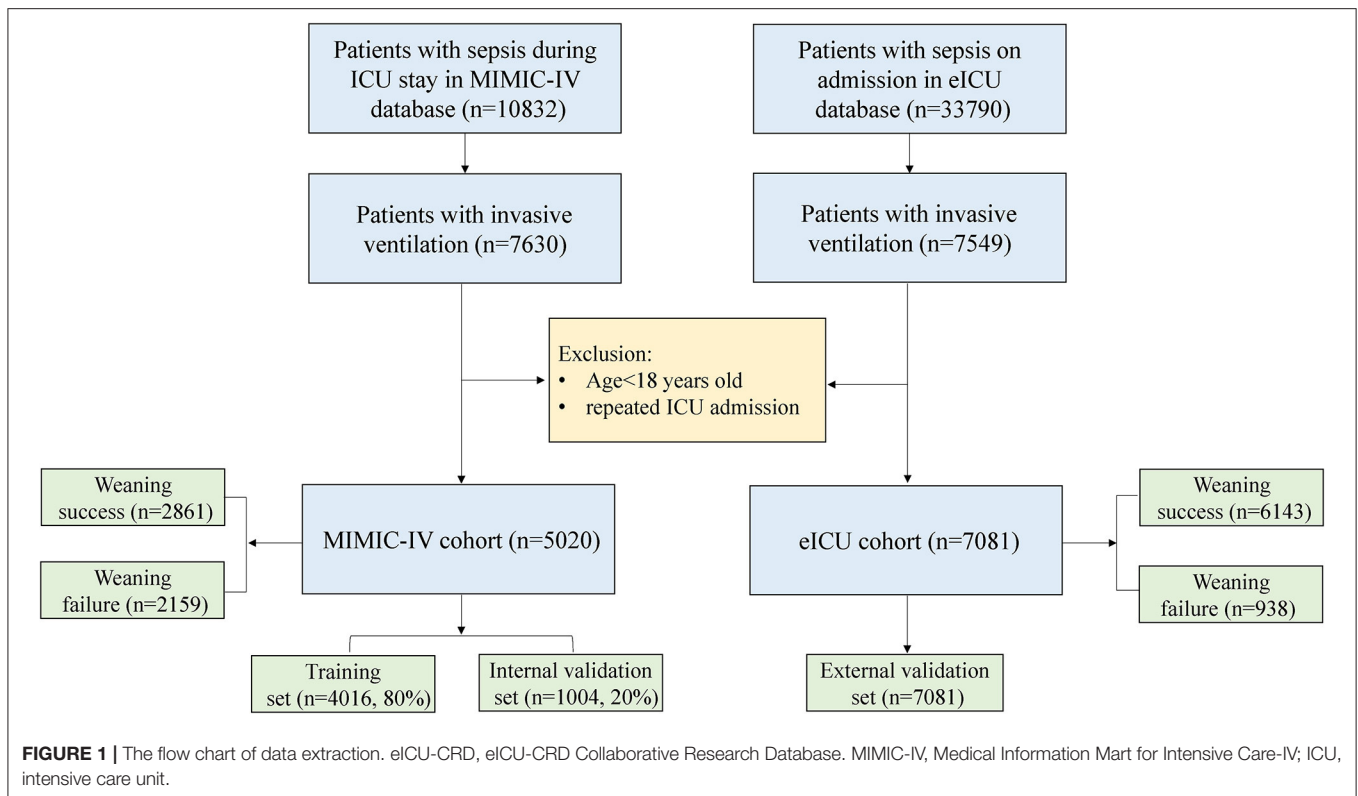 Patients with sepsis during
ICU stay in MIMIC-IV
database (n=10832)
Patients with sepsis on
admission in eICU
database (n=33790)
Patients with invasive
ventilation (n=7630)
Patients with invasive
ventilation (n=7549)
Exclusion:
• Age<18 years old
• repeated ICU admission
Weaning
success (n=2861)
Weaning
failure (n=2159)
MIMIC-IV cohort (n=5020)
eICU cohort (n=7081)
Weaning
success (n=6143)
Weaning
failure (n=938)
Training
set (n=4016, 80%)
Internal validation
set (n=1004, 20%)
External validation
set (n=7081)
FIGURE 1 | The flow chart of data extraction. eICU-CRD, eICU-CRD Collaborative Research Database. MIMIC-IV, Medical Information Mart for Intensive Care-IV; ICU,
intensive care unit.